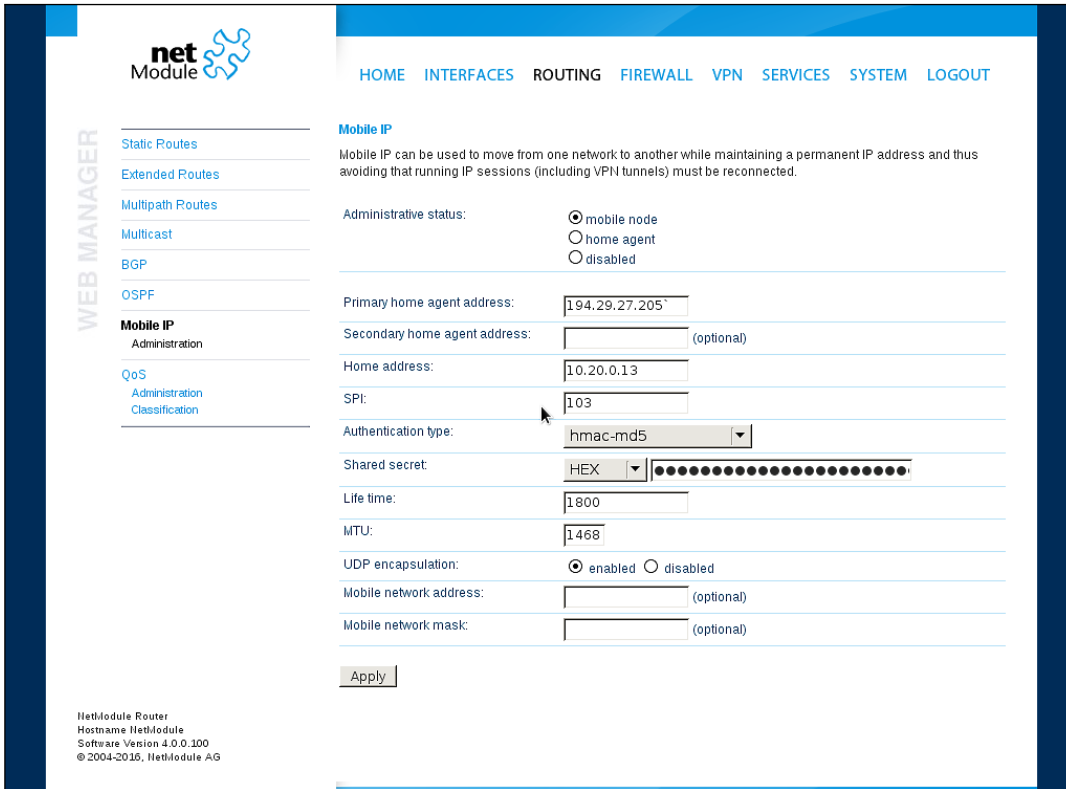 net
Module
HOME INTERFACES ROUTING FIREWALL VPN SERVICES SYSTEM LOGOUT
WEB MANAGER
Static Routes
Extended Routes
Multipath Routes
Multicast
BGP
OSPF
Mobile IP
Administration
QoS
Administration
Classification
Mobile IP
Mobile IP can be used to move from one network to another while maintaining a permanent IP address and thus
avoiding that running IP sessions (including VPN tunnels) must be reconnected.
Administrative status:
mobile node
home agent
disabled
Primary home agent address: 194.29.27.205`
Secondary home agent address: (optional)
Home address: 10.20.0.13
SPI: 103
Authentication type: hmac-md5
Shared secret: HEX
Life time: 1800
MTU: 1468
UDP encapsulation: enabled disabled
Mobile network address: (optional)
Mobile network mask: (optional)
Apply
NetModule Router
Hostname NetModule
Software Version 4.0.0.100
© 2004-2016, NetModule AG